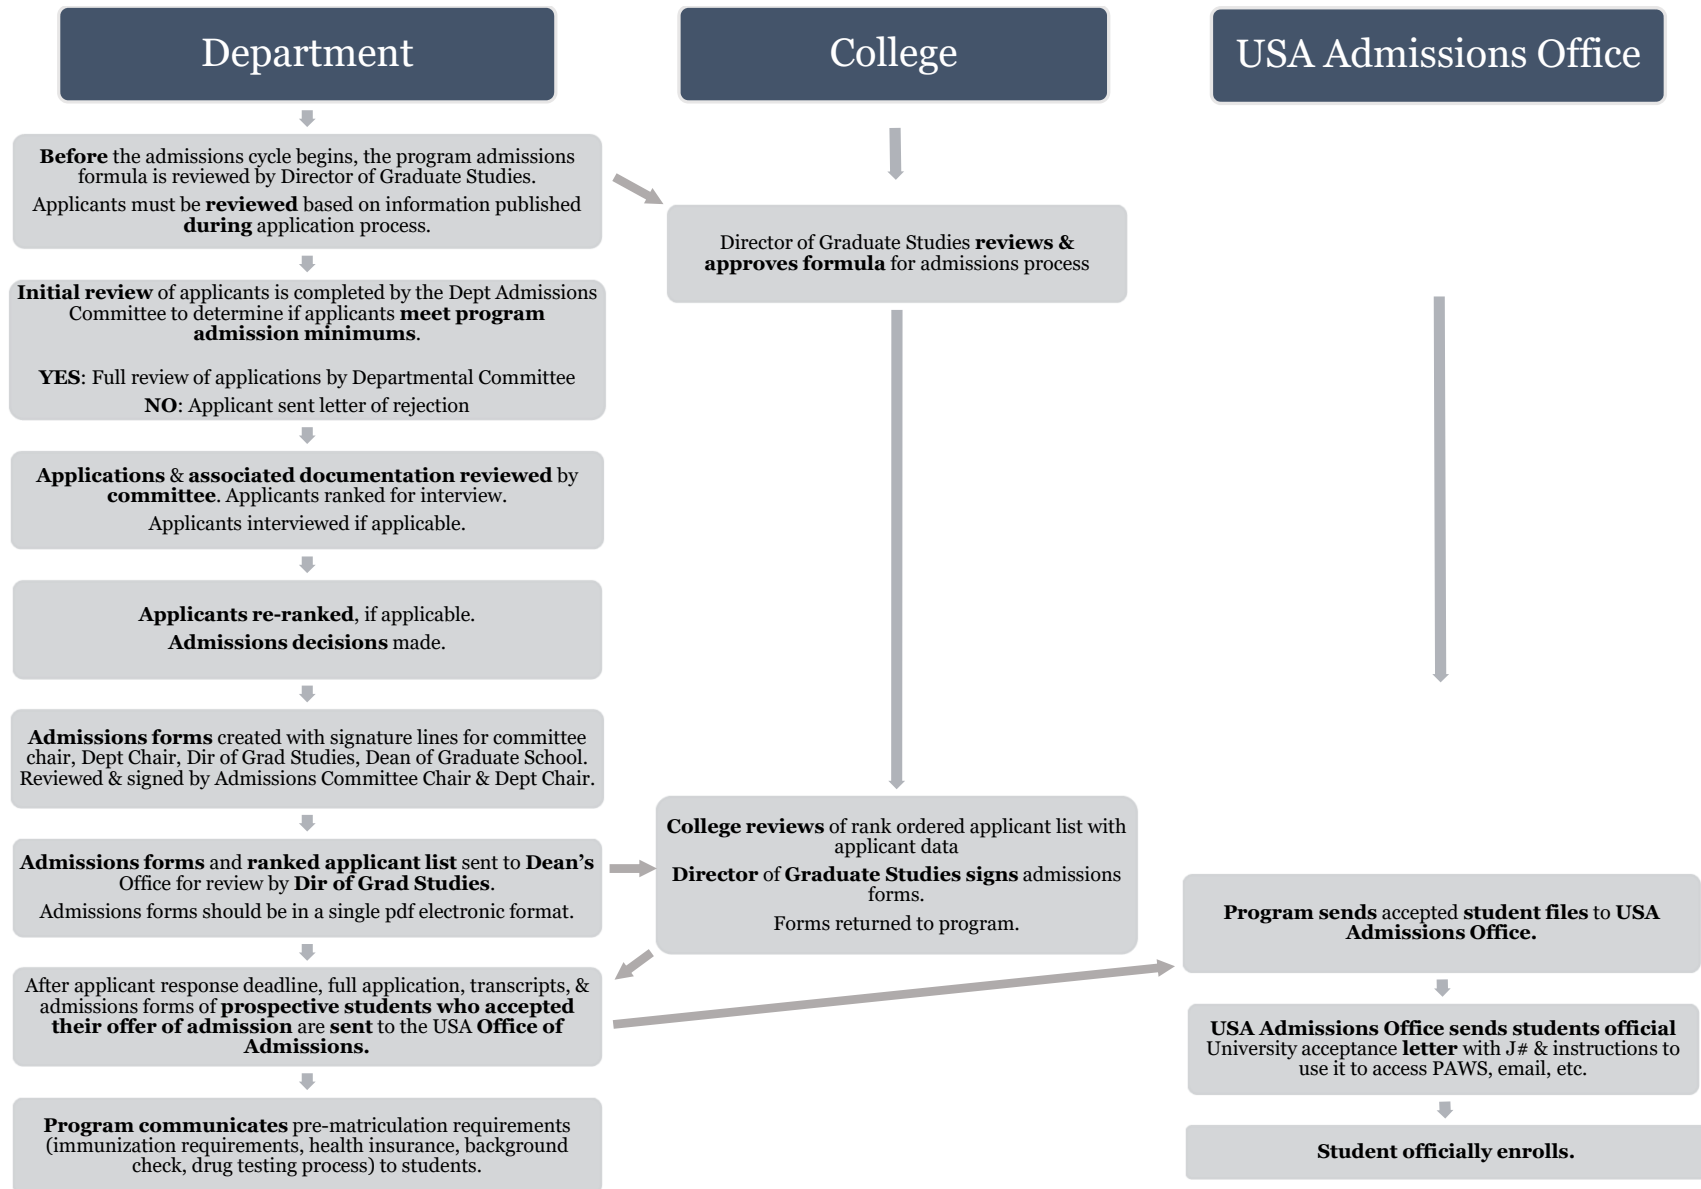 Department
Before the admissions cycle begins, the program admissions
formula is reviewed by Director of Graduate Studies.
Applicants must be reviewed based on information published
during application process.
Initial review of applicants is completed by the Dept Admissions
Committee to determine if applicants meet program
admission minimums.
YES: Full review of applications by Departmental Committee
NO: Applicant sent letter of rejection
Applications & associated documentation reviewed by
committee. Applicants ranked for interview.
Applicants interviewed if applicable.
Applicants re-ranked, if applicable.
Admissions decisions made.
Admissions forms created with signature lines for committee
chair, Dept Chair, Dir of Grad Studies, Dean of Graduate School.
Reviewed & signed by Admissions Committee Chair & Dept Chair.
Admissions forms and ranked applicant list sent to Dean’s
Office for review by Dir of Grad Studies.
Admissions forms should be in a single pdf electronic format.
After applicant response deadline, full application, transcripts, &
admissions forms of prospective students who accepted
their offer of admission are sent to the USA Office of
Admissions.
Program communicates pre-matriculation requirements
(immunization requirements, health insurance, background
check, drug testing process) to students.
College
Director of Graduate Studies reviews &
approves formula for admissions process
College reviews of rank ordered applicant list with
applicant data
Director of Graduate Studies signs admissions
forms.
Forms returned to program.
USA Admissions Office
Program sends accepted student files to USA
Admissions Office.
USA Admissions Office sends students official
University acceptance letter with J# & instructions to
use it to access PAWS, email, etc.
Student officially enrolls.